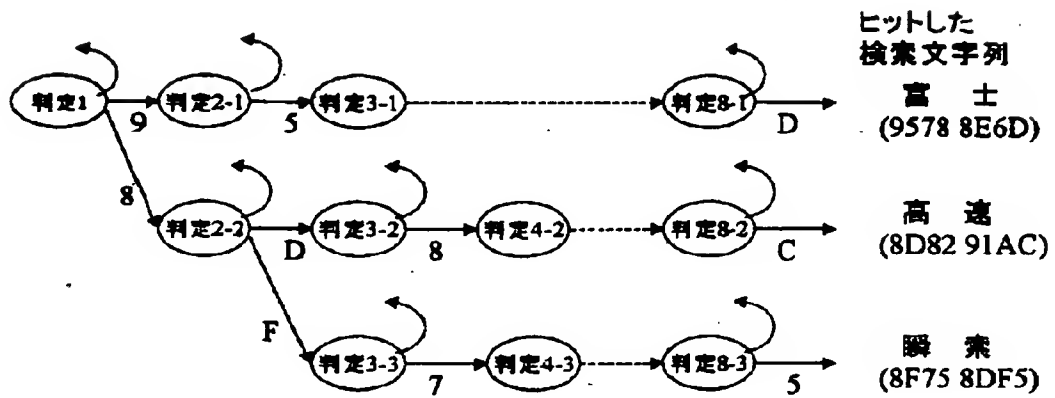 ヒットした
検索文字列
判定1
9
判定2-1
5
判定3-1
判定8-1
D
富 士
(9578 8E6D)
8
判定2-2
D
判定3-2
8
判定4-2
判定8-2
C
高 速
(8D82 91AC)
F
判定3-3
7
判定4-3
判定8-3
5
瞬 索
(8F75 8DF5)